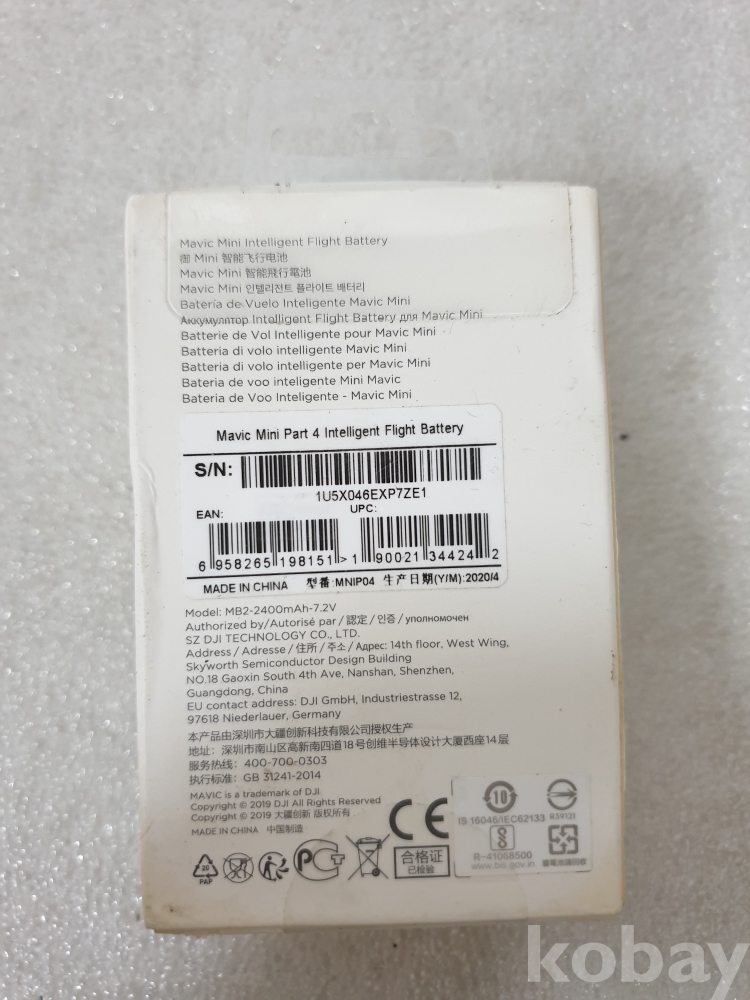 Mavic Mini Intelligent Flight Battery
御 Mini 智能飞行电池
Mavic Mini 智能飛行電池
Mavic Mini 인텔리전트 플라이트 배터리
Batería de Vuelo Inteligente Mavic Mini
Аккумулятор Intelligent Flight Battery для Mavic Mini
Batterie de Vol Intelligente pour Mavic Mini
Batteria di volo intelligente Mavic Mini
Batteria di volo intelligente per Mavic Mini
Bateria de voo inteligente Mini Mavic
Bateria de Voo Inteligente - Mavic Mini
Mavic Mini Part 4 Intelligent Flight Battery
S/N:
1U5X046EXP7ZE1
EAN: UPC:
6 958265 198151 > 1 90021 34424 2
MADE IN CHINA 型番:MNIP04 生产日期(Y/M):2020/4
Model: MB2-2400mAh-7.2V
Authorized by/Autorisé par / 認定 / 인증 / уполномочен
SZ DJI TECHNOLOGY CO., LTD.
Address / Adresse / 住所 / 주소 / Адрес: 14th floor, West Wing,
Skyworth Semiconductor Design Building
NO.18 Gaoxin South 4th Ave, Nanshan, Shenzhen,
Guangdong, China
EU contact address: DJI GmbH, Industriestrasse 12,
97618 Niederlauer, Germany
本产品由深圳市大疆创新科技有限公司授权生产
地址：深圳市南山区高新南四道18号创维半导体设计大厦西座14层
服务热线：400-700-0303
执行标准：GB 31241-2014
MAVIC is a trademark of DJI.
Copyright © 2019 DJI All Rights Reserved
Copyright © 2019 大疆创新 版权所有
MADE IN CHINA 中国制造
CE
10
IS 16046/IEC62133
R39121
R-41058500
www.bis.gov.in
廢電池請回收
20
PAP
合格证
已检验
kobay